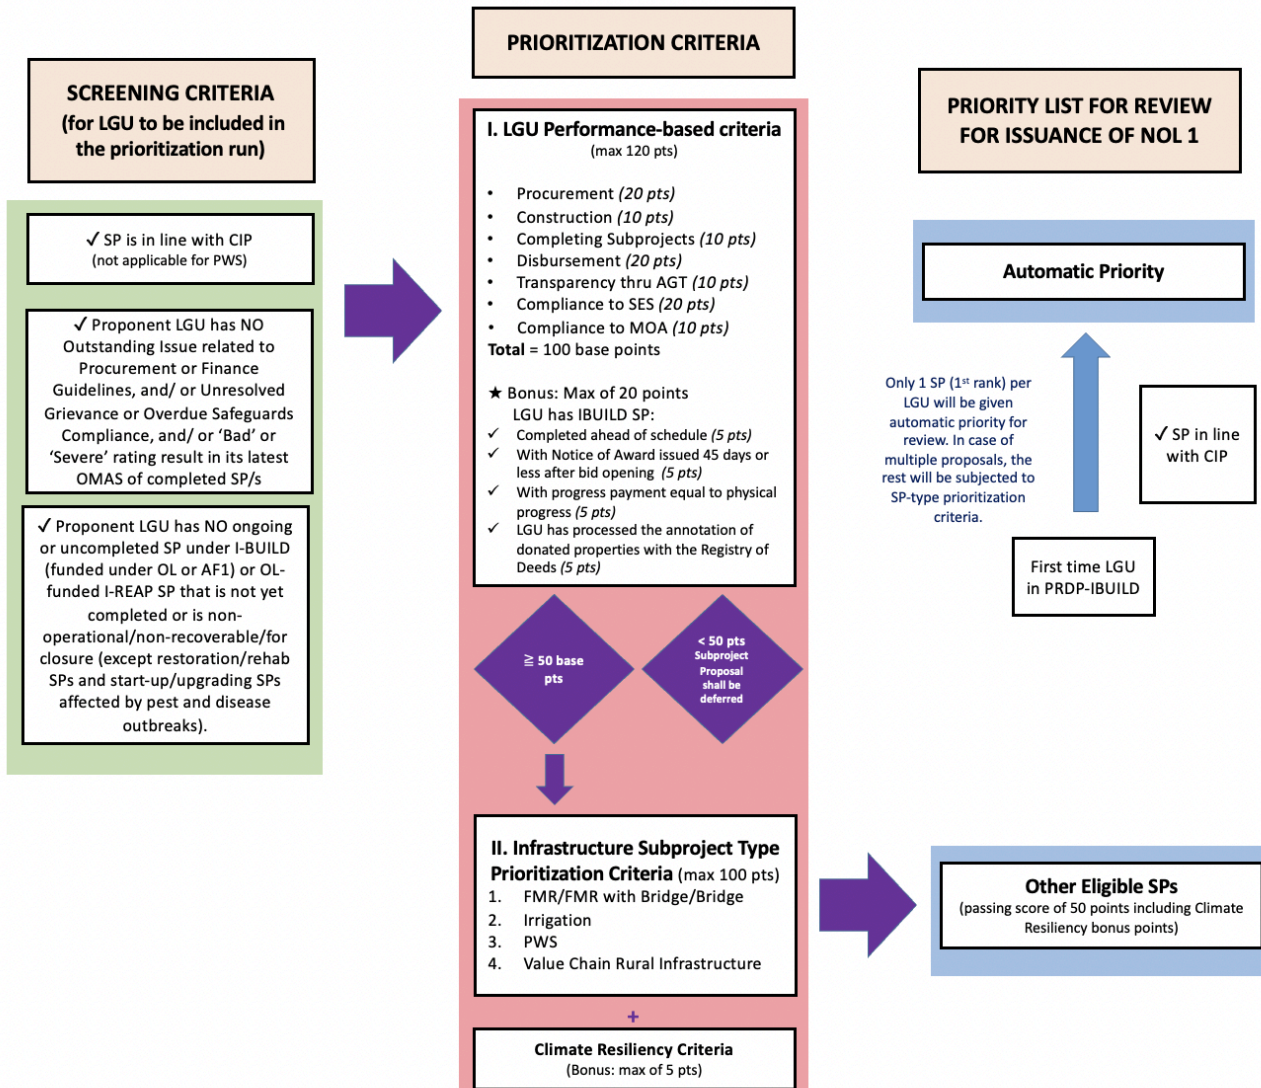 SCREENING CRITERIA
(for LGU to be included in
the prioritization run)
✓ SP is in line with CIP
(not applicable for PWS)
✓ Proponent LGU has NO
Outstanding Issue related to
Procurement or Finance
Guidelines, and/ or Unresolved
Grievance or Overdue Safeguards
Compliance, and/ or ‘Bad’ or
‘Severe’ rating result in its latest
OMAS of completed SP/s
✓ Proponent LGU has NO ongoing
or uncompleted SP under I-BUILD
(funded under OL or AF1) or OL-
funded I-REAP SP that is not yet
completed or is non-
operational/non-recoverable/for
closure (except restoration/rehab
SPs and start-up/upgrading SPs
affected by pest and disease
outbreaks).
PRIORITIZATION CRITERIA
I. LGU Performance-based criteria
(max 120 pts)
• Procurement (20 pts)
• Construction (10 pts)
• Completing Subprojects (10 pts)
• Disbursement (20 pts)
• Transparency thru AGT (10 pts)
• Compliance to SES (20 pts)
• Compliance to MOA (10 pts)
Total = 100 base points
★ Bonus: Max of 20 points
LGU has IBUILD SP:
✓ Completed ahead of schedule (5 pts)
✓ With Notice of Award issued 45 days or
less after bid opening (5 pts)
✓ With progress payment equal to physical
progress (5 pts)
✓ LGU has processed the annotation of
donated properties with the Registry of
Deeds (5 pts)
≧ 50 base
pts
< 50 pts
Subproject
Proposal
shall be
deferred
II. Infrastructure Subproject Type
Prioritization Criteria (max 100 pts)
1. FMR/FMR with Bridge/Bridge
2. Irrigation
3. PWS
4. Value Chain Rural Infrastructure
+
Climate Resiliency Criteria
(Bonus: max of 5 pts)
PRIORITY LIST FOR REVIEW
FOR ISSUANCE OF NOL 1
Automatic Priority
Only 1 SP (1st rank) per
LGU will be given
automatic priority for
review. In case of
multiple proposals, the
rest will be subjected to
SP-type prioritization
criteria.
✓ SP in line
with CIP
First time LGU
in PRDP-IBUILD
Other Eligible SPs
(passing score of 50 points including Climate
Resiliency bonus points)